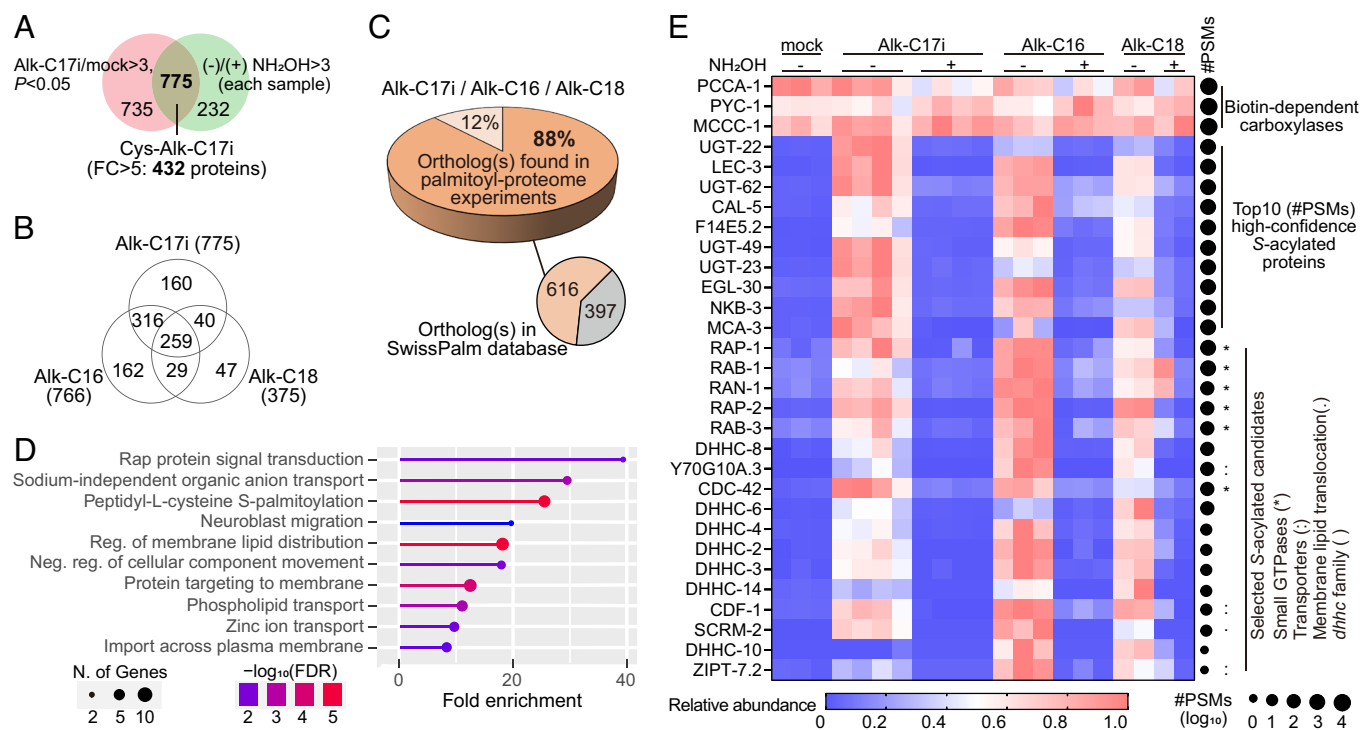 A
Alk-C17i/mock>3,
P<0.05
(-)/(+) NH₂OH>3
(each sample)
735
775
232
Cys-Alk-C17i
(FC>5: 432 proteins)
B
Alk-C17i (775)
160
316
40
259
162
29
47
Alk-C16
(766)
Alk-C18
(375)
C
Alk-C17i / Alk-C16 / Alk-C18
12%
88%
Ortholog(s) found in
palmitoyl-proteome
experiments
616
397
Ortholog(s) in
SwissPalm database
D
Rap protein signal transduction
Sodium-independent organic anion transport
Peptidyl-L-cysteine S-palmitoylation
Neuroblast migration
Reg. of membrane lipid distribution
Neg. reg. of cellular component movement
Protein targeting to membrane
Phospholipid transport
Zinc ion transport
Import across plasma membrane
0 20 40
Fold enrichment
N. of Genes
2 5 10
−log₁₀(FDR)
2 3 4 5
E
mock Alk-C17i Alk-C16 Alk-C18 #PSMs
NH₂OH - - + - + - +
PCCA-1
PYC-1
MCCC-1
UGT-22
LEC-3
UGT-62
CAL-5
F14E5.2
UGT-49
UGT-23
EGL-30
NKB-3
MCA-3
RAP-1 *
RAB-1 *
RAN-1 *
RAP-2 *
RAB-3 *
DHHC-8
Y70G10A.3 :
CDC-42 *
DHHC-6
DHHC-4
DHHC-2
DHHC-3
DHHC-14
CDF-1 :
SCRM-2 .
DHHC-10
ZIPT-7.2 :
Biotin-dependent
carboxylases
Top10 (#PSMs)
high-confidence
S-acylated
proteins
Selected S-acylated candidates
Small GTPases (*)
Transporters (:)
Membrane lipid translocation(.)
dhhc family ( )
Relative abundance
0 0.2 0.4 0.6 0.8 1.0
#PSMs
(log₁₀)
0 1 2 3 4